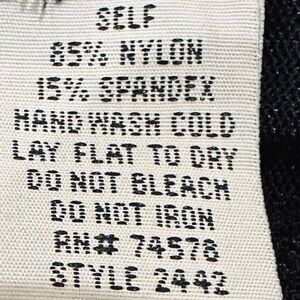 SELF
85% NYLON
15% SPANDEX
HAND WASH COLD
LAY FLAT TO DRY
DO NOT BLEACH
DO NOT IRON
RN# 74578
STYLE 2442